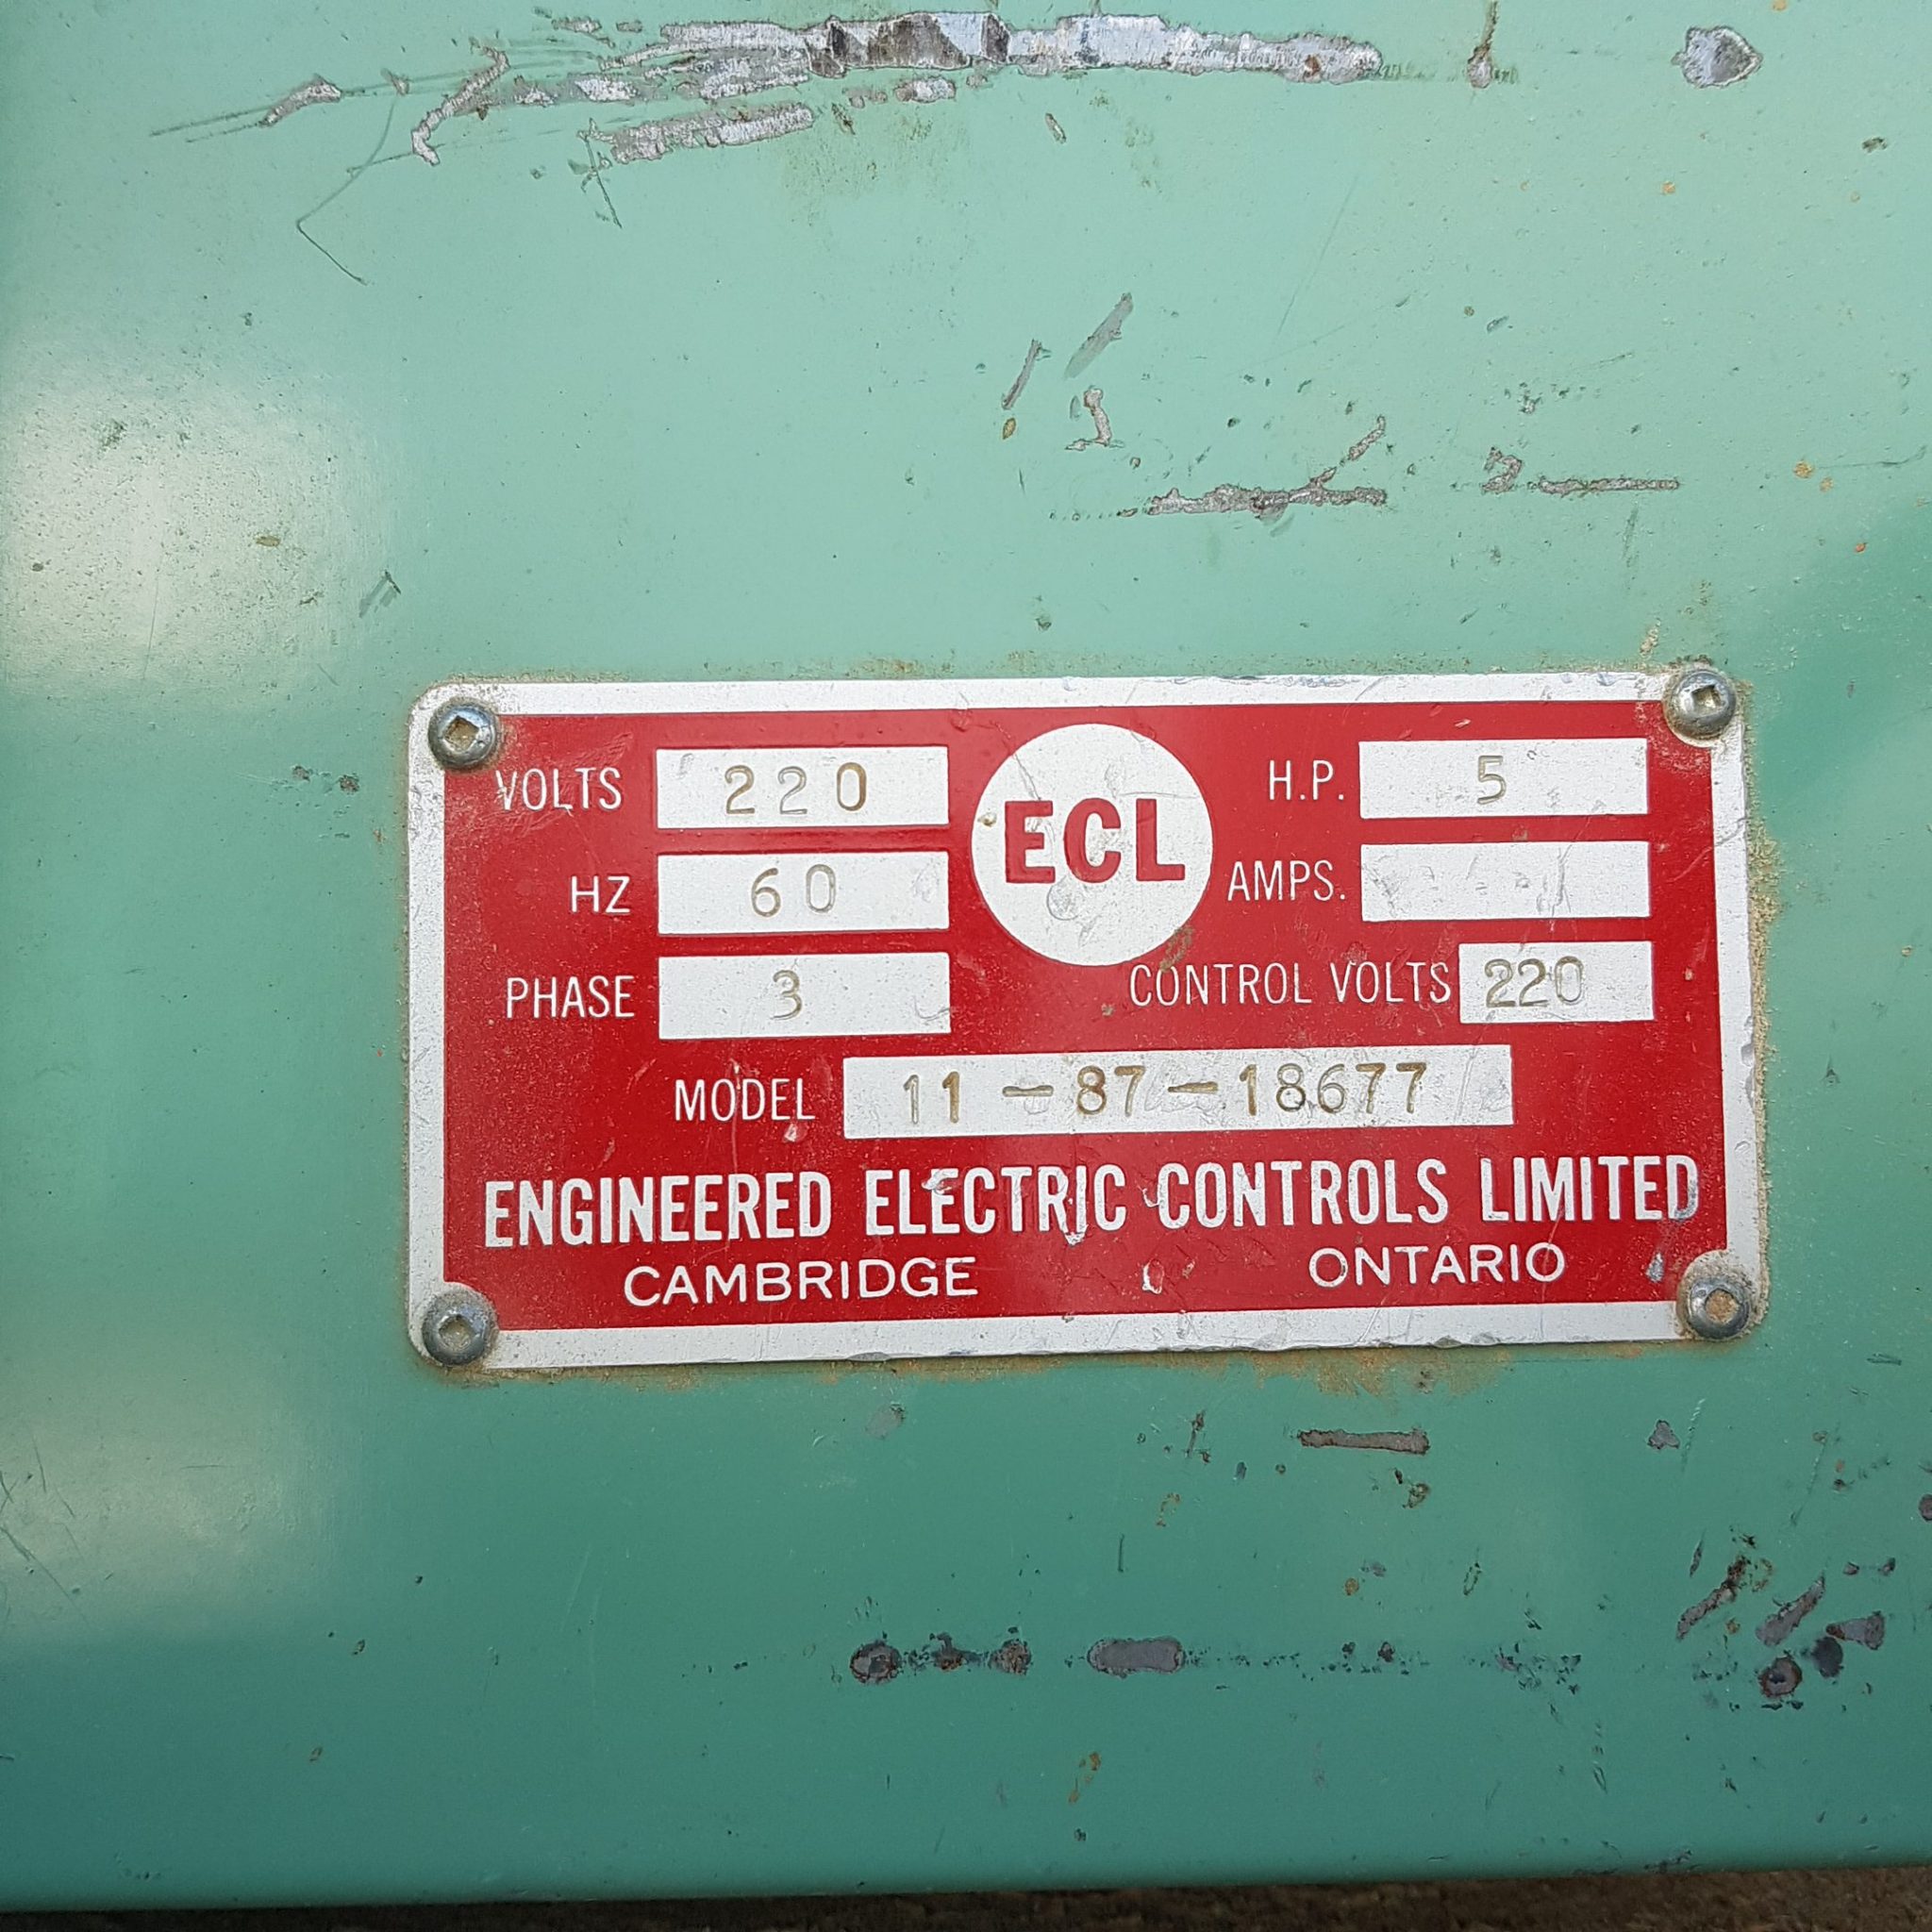 VOLTS 220 ECL H.P. 5
HZ 60 AMPS.
PHASE 3 CONTROL VOLTS 220
MODEL 11-87-18677
ENGINEERED ELECTRIC CONTROLS LIMITED
CAMBRIDGE ONTARIO